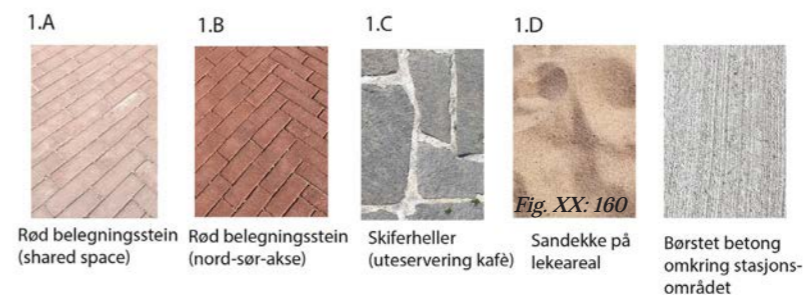 1.A
1.B
1.C
1.D
Fig. XX: 160
Rød belegningsstein
(shared space)
Rød belegningsstein
(nord-sør-akse)
Skiferheller
(uteservering kafè)
Sandekke på
lekeareal
Børstet betong
omkring stasjons-
området